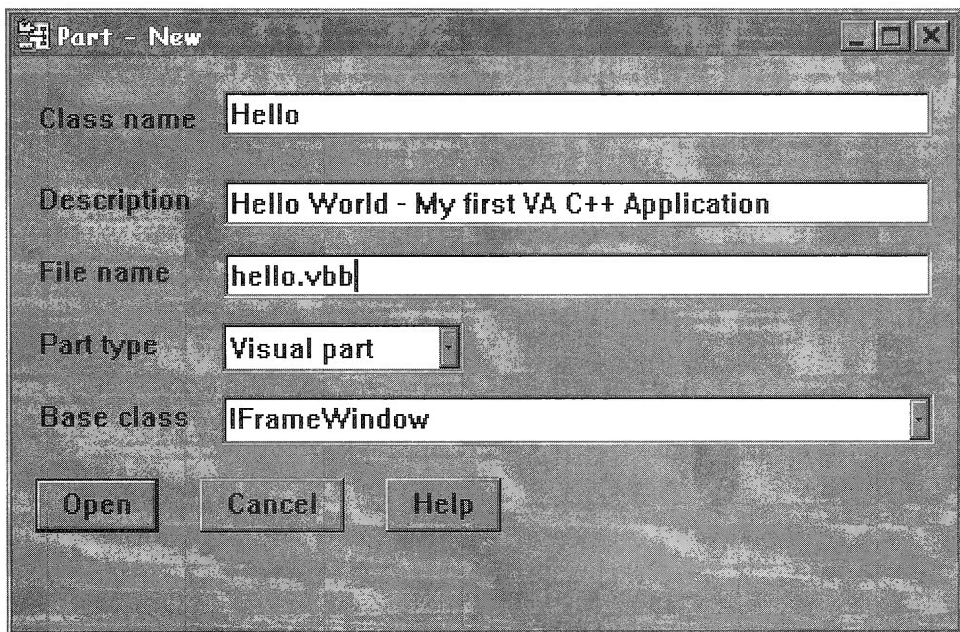 Part - New
Class name Hello
Description Hello World - My first VA C++ Application
File name hello.vbb
Part type Visual part
Base class IFrameWindow
Open Cancel Help